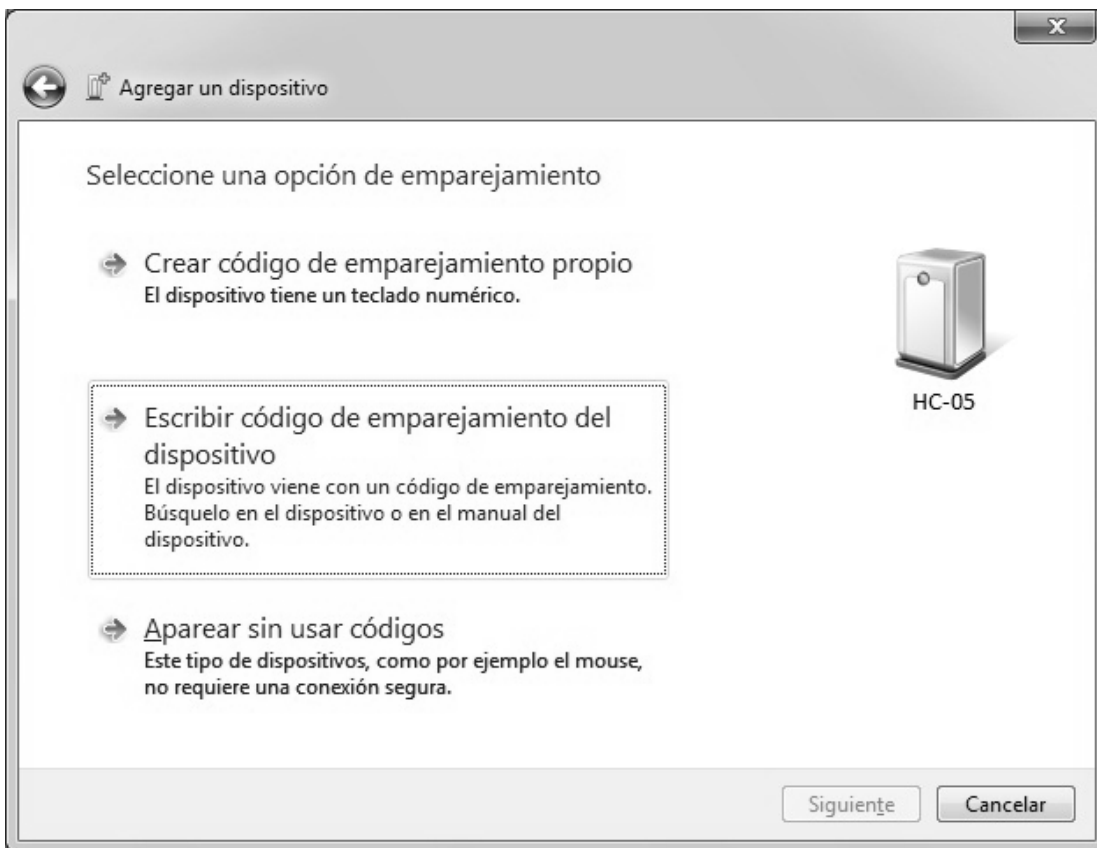 x
Agregar un dispositivo
Seleccione una opción de emparejamiento
Crear código de emparejamiento propio
El dispositivo tiene un teclado numérico.
HC-05
Escribir código de emparejamiento del
dispositivo
El dispositivo viene con un código de emparejamiento.
Búsquelo en el dispositivo o en el manual del
dispositivo.
Aparear sin usar códigos
Este tipo de dispositivos, como por ejemplo el mouse,
no requiere una conexión segura.
Siguiente
Cancelar